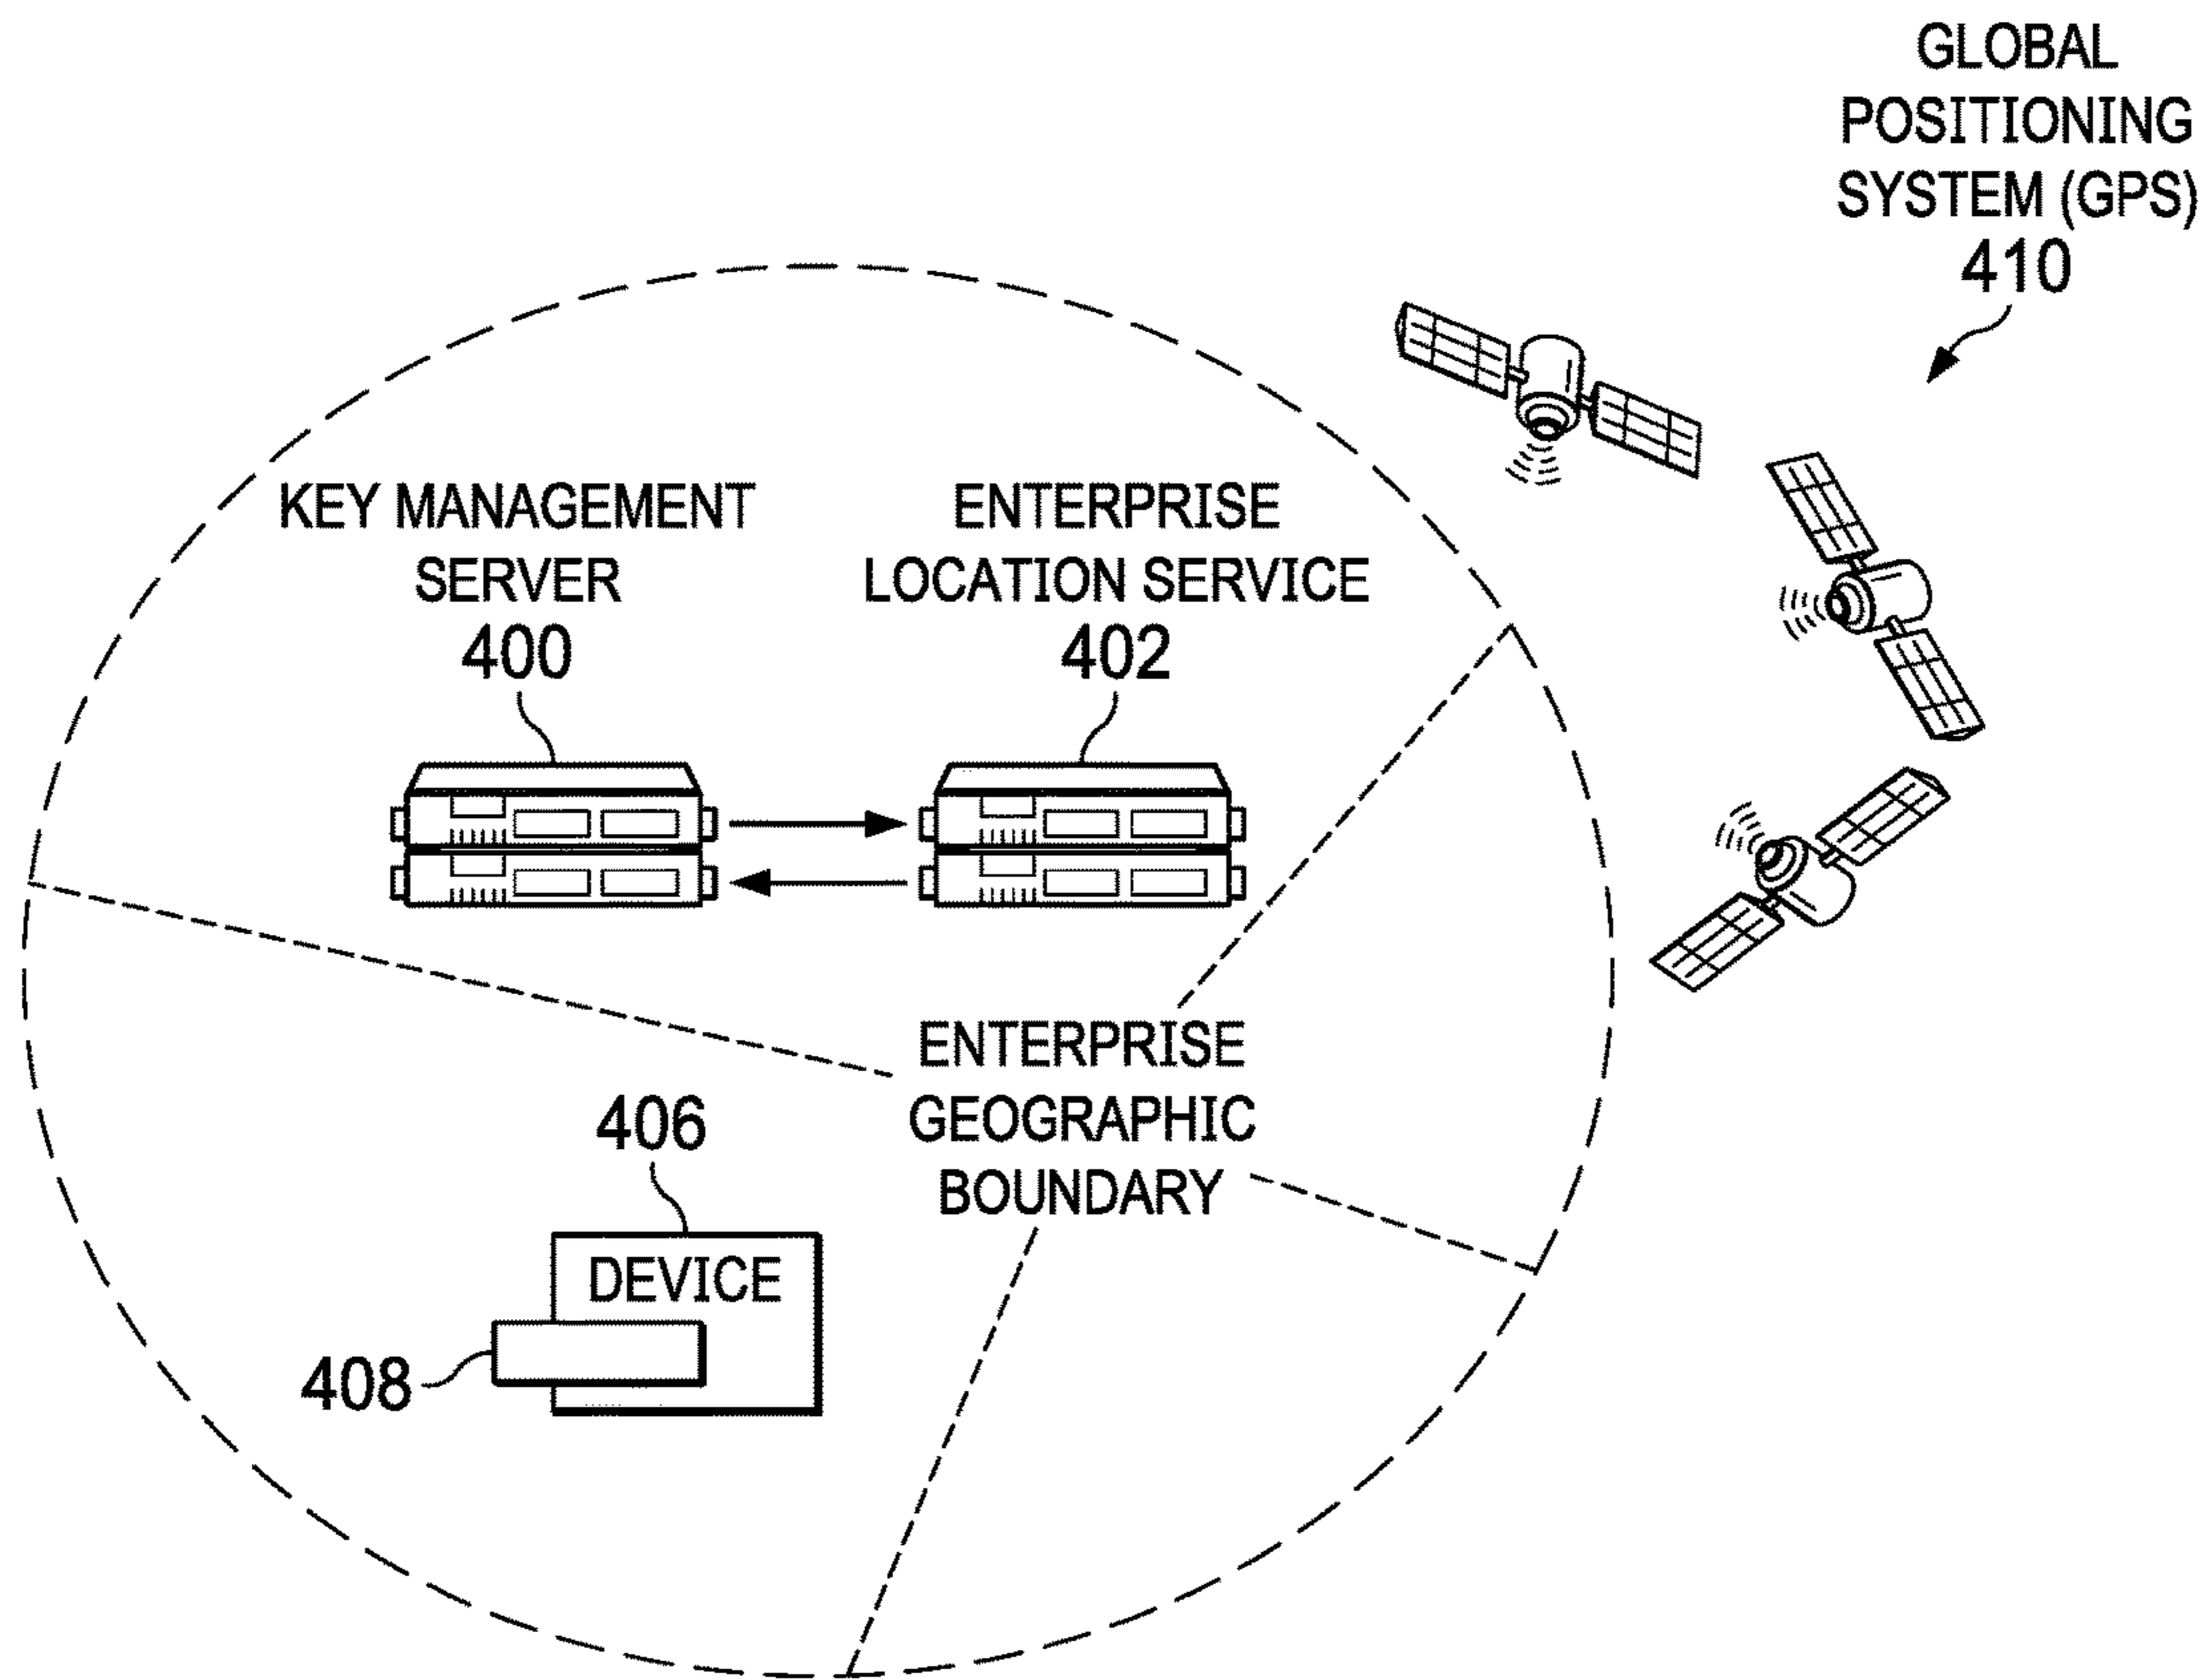 GLOBAL
POSITIONING
SYSTEM (GPS)
410
KEY MANAGEMENT
SERVER
400
ENTERPRISE
LOCATION SERVICE
402
ENTERPRISE
GEOGRAPHIC
BOUNDARY
406
DEVICE
408